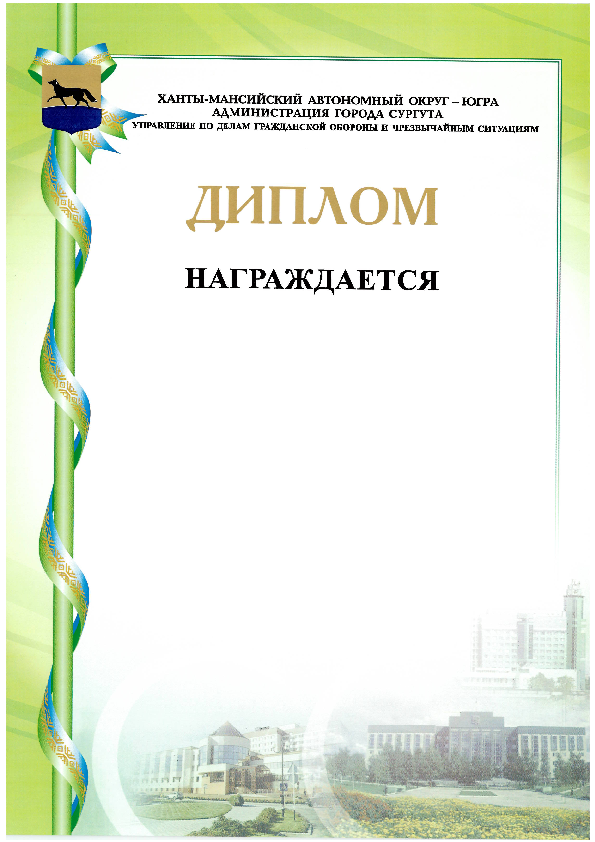 ХАНТЫ-МАНСИЙСКИЙ АВТОНОМНЫЙ ОКРУГ – ЮГРА
АДМИНИСТРАЦИЯ ГОРОДА СУРГУТА
УПРАВЛЕНИЕ ПО ДЕЛАМ ГРАЖДАНСКОЙ ОБОРОНЫ И ЧРЕЗВЫЧАЙНЫМ СИТУАЦИЯМ
ДИПЛОМ
НАГРАЖДАЕТСЯ